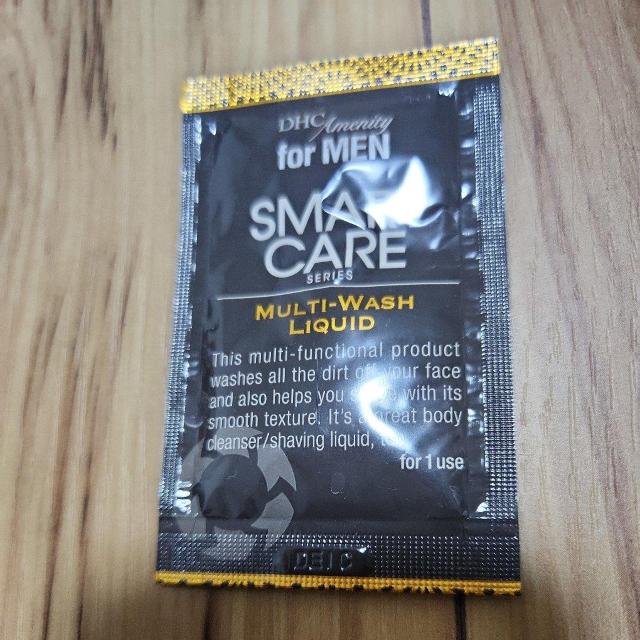 DHC Amenity
for MEN
SMART
CARE
SERIES
MULTI-WASH
LIQUID
This multi-functional product
washes all the dirt off your face
and also helps you with its
smooth texture. It's a great body
cleanser/shaving liquid,
for 1 use